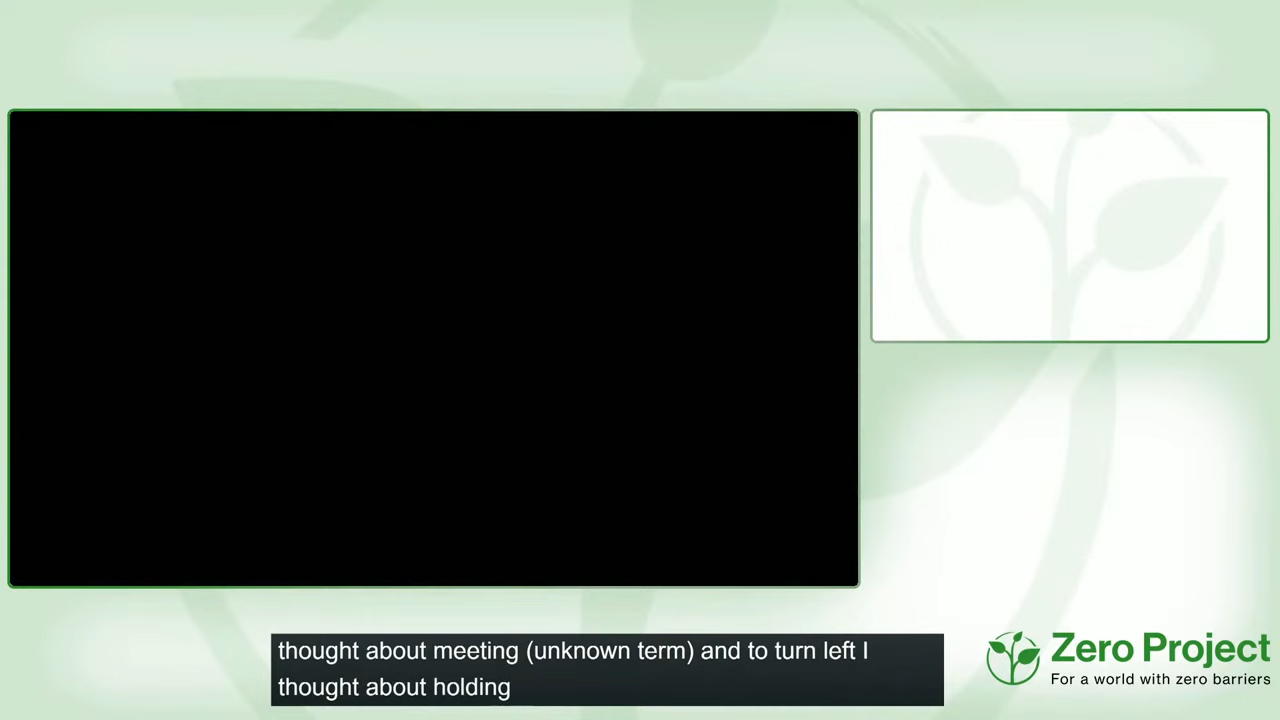 thought about meeting (unknown term) and to turn left I
thought about holding
Zero Project
For a world with zero barriers